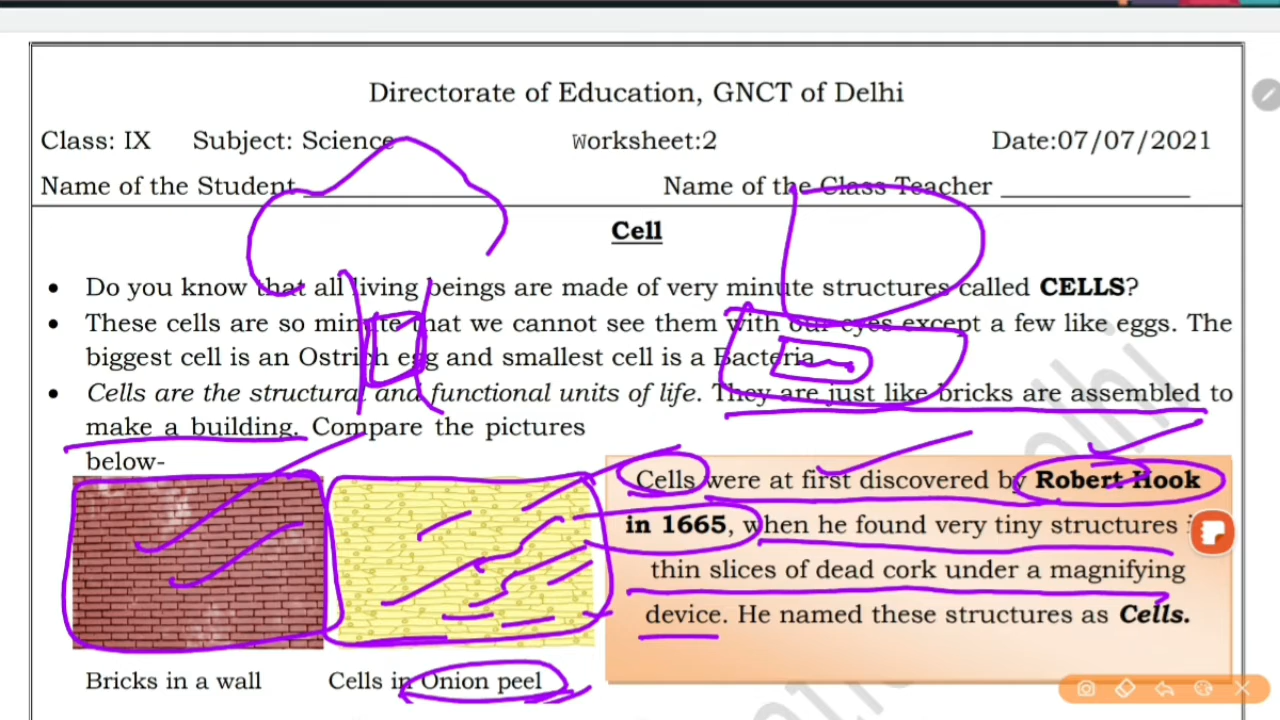 Directorate of Education, GNCT of Delhi
Class: IX Subject: Science Worksheet:2 Date:07/07/2021
Name of the Student Name of the Class Teacher
Cell
Do you know that all living beings are made of very minute structures called CELLS?
These cells are so minute that we cannot see them with our eyes except a few like eggs. The
biggest cell is an Ostrich egg and smallest cell is a Bacteria
Cells are the structural and functional units of life. They are just like bricks are assembled to
make a building. Compare the pictures
below-
Cells were at first discovered by Robert Hook
in 1665, when he found very tiny structures
thin slices of dead cork under a magnifying
device. He named these structures as Cells.
Bricks in a wall Cells in Onion peel